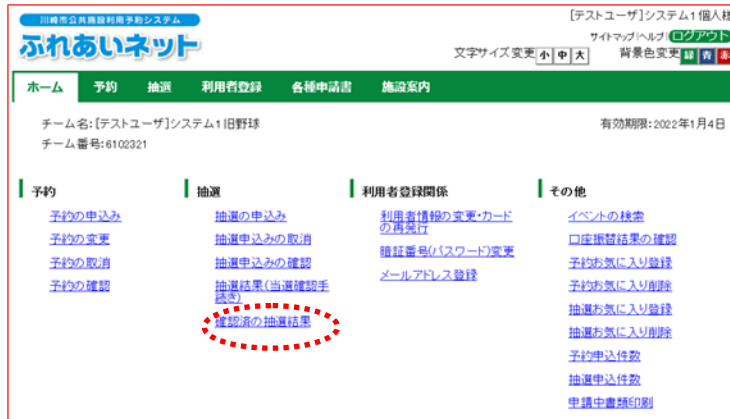 川崎市公共施設利用予約システム
ふれあいネット
[テストユーザ]システム1個人様
サイトマップ|ヘルプ|ログアウト
文字サイズ変更 小 中 大 背景色変更 緑 青 赤
ホーム 予約 抽選 利用者登録 各種申請書 施設案内
チーム名:[テストユーザ]システム1旧野球 有効期限:2022年1月4日
チーム番号:6102321
予約
予約の申込み
予約の変更
予約の取消
予約の確認
抽選
抽選の申込み
抽選申込みの取消
抽選申込みの確認
抽選結果(当選確認手
続き)
確認済の抽選結果
利用者登録関係
利用者情報の変更・カード
の再発行
暗証番号(パスワード)変更
メールアドレス登録
その他
イベントの検索
口座振替結果の確認
予約お気に入り登録
予約お気に入り削除
抽選お気に入り登録
抽選お気に入り削除
予約申込件数
抽選申込件数
申請中書類印刷